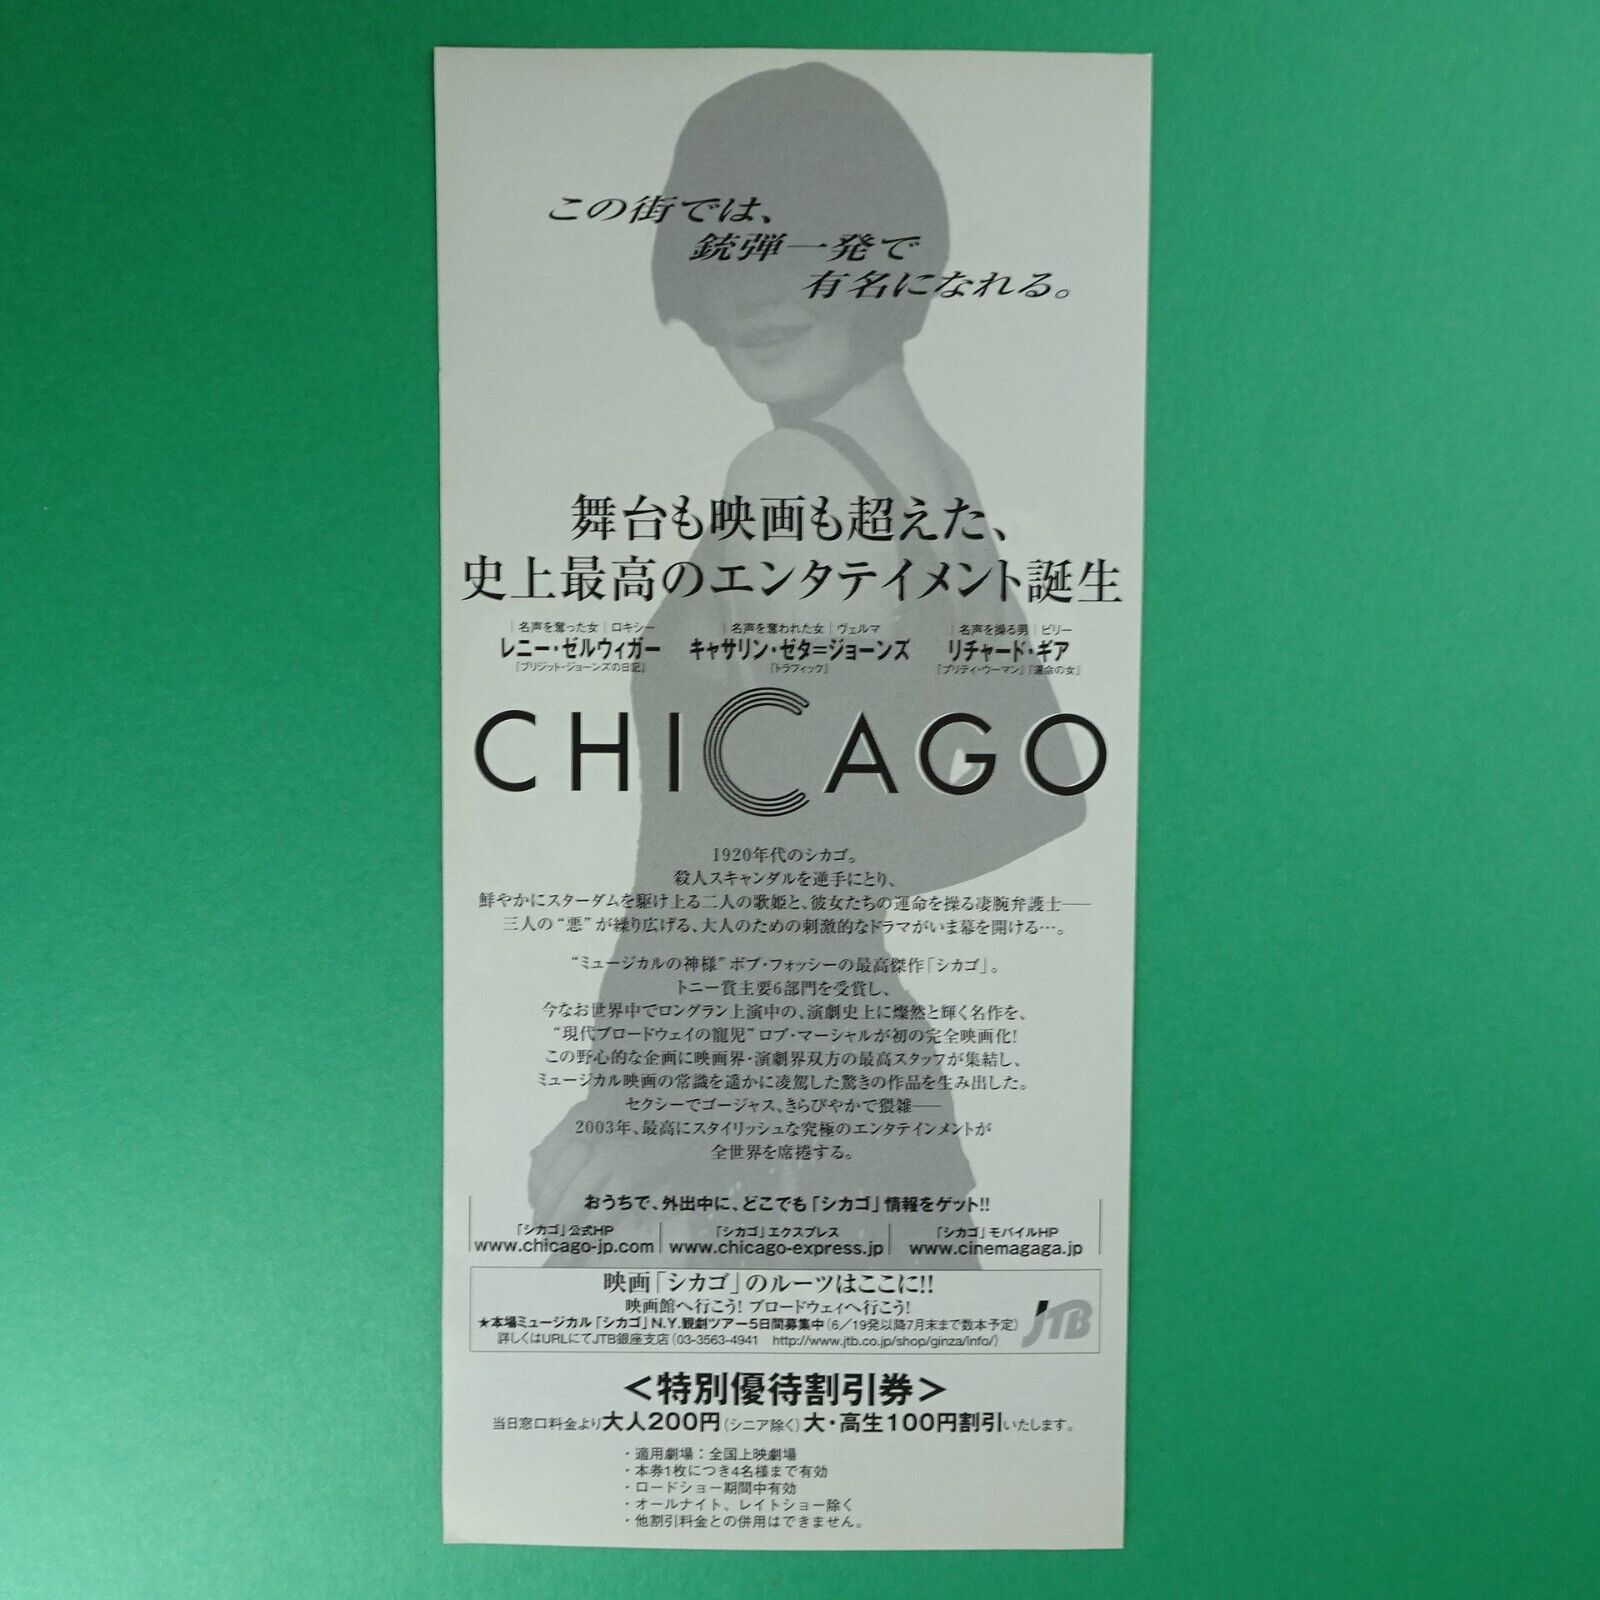 この街では、
銃弾一発で
有名になれる。
舞台も映画も超えた、
史上最高のエンタテイメント誕生
｜名声を奪った女｜ロキシー
レニー・ゼルウィガー
『ブリジット・ジョーンズの日記』
｜名声を奪われた女｜ヴェルマ
キャサリン・ゼタ=ジョーンズ
『トラフィック』
｜名声を操る男｜ビリー
リチャード・ギア
『プリティ・ウーマン』『運命の女』
CHICAGO
1920年代のシカゴ。
殺人スキャンダルを逆手にとり、
鮮やかにスターダムを駆け上る二人の歌姫と、彼女たちの運命を操る凄腕弁護士──
三人の“悪”が繰り広げる、大人のための刺激的なドラマがいま幕を開ける…。
“ミュージカルの神様”ボブ・フォッシーの最高傑作「シカゴ」。
トニー賞主要6部門を受賞し、
今なお世界中でロングラン上演中の、演劇史上に燦然と輝く名作を、
“現代ブロードウェイの寵児”ロブ・マーシャルが初の完全映画化!
この野心的な企画に映画界・演劇界双方の最高スタッフが集結し、
ミュージカル映画の常識を遥かに凌駕した驚きの作品を生み出した。
セクシーでゴージャス、きらびやかで猥雑──
2003年、最高にスタイリッシュな究極のエンタテインメントが
全世界を席捲する。
おうちで、外出中に、どこでも「シカゴ」情報をゲット!!
「シカゴ」公式HP
www.chicago-jp.com
「シカゴ」エクスプレス
www.chicago-express.jp
「シカゴ」モバイルHP
www.cinemagaga.jp
映画「シカゴ」のルーツはここに!!
映画館へ行こう! ブロードウェイへ行こう!
★本場ミュージカル「シカゴ」N.Y.観劇ツアー5日間募集中(6／19発以降7月末まで数本予定)
詳しくはURLにてJTB銀座支店(03-3563-4941 http://www.jtb.co.jp/shop/ginza/info/)
JTB
＜特別優待割引券＞
当日窓口料金より大人200円(シニア除く)大・高生100円割引いたします。
・適用劇場：全国上映劇場
・本券1枚につき4名様まで有効
・ロードショー期間中有効
・オールナイト、レイトショー除く
・他割引料金との併用はできません。